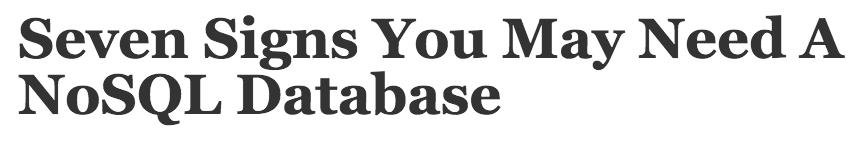 Seven Signs You May Need A
NoSQL Database